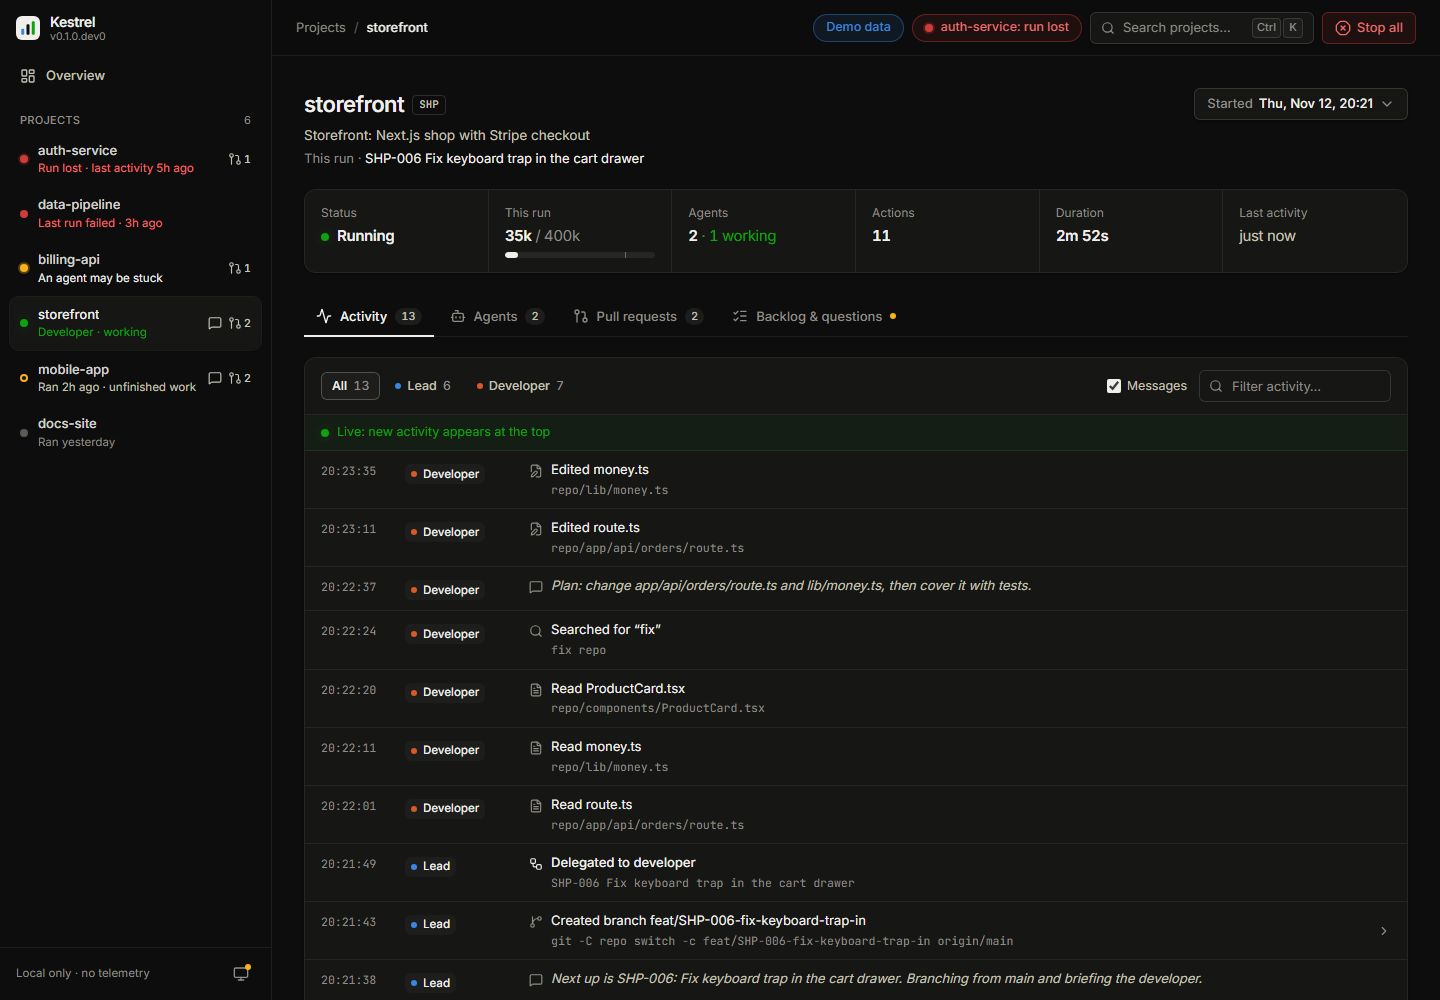 Kestrel
v0.1.0.dev0
Overview
PROJECTS 6
auth-service
Run lost · last activity 5h ago 1
data-pipeline
Last run failed · 3h ago
billing-api
An agent may be stuck 1
storefront
Developer · working 2
mobile-app
Ran 2h ago · unfinished work 2
docs-site
Ran yesterday
Local only · no telemetry
Projects / storefront
Demo data
auth-service: run lost
Search projects... Ctrl K
Stop all
storefront SHP
Started Thu, Nov 12, 20:21
Storefront: Next.js shop with Stripe checkout
This run · SHP-006 Fix keyboard trap in the cart drawer
Status
Running
This run
35k / 400k
Agents
2 · 1 working
Actions
11
Duration
2m 52s
Last activity
just now
Activity 13
Agents 2
Pull requests 2
Backlog & questions
All 13
Lead 6
Developer 7
Messages
Filter activity...
Live: new activity appears at the top
20:23:35 Developer Edited money.ts
repo/lib/money.ts
20:23:11 Developer Edited route.ts
repo/app/api/orders/route.ts
20:22:37 Developer Plan: change app/api/orders/route.ts and lib/money.ts, then cover it with tests.
20:22:24 Developer Searched for “fix”
fix repo
20:22:20 Developer Read ProductCard.tsx
repo/components/ProductCard.tsx
20:22:11 Developer Read money.ts
repo/lib/money.ts
20:22:01 Developer Read route.ts
repo/app/api/orders/route.ts
20:21:49 Lead Delegated to developer
SHP-006 Fix keyboard trap in the cart drawer
20:21:43 Lead Created branch feat/SHP-006-fix-keyboard-trap-in
git -C repo switch -c feat/SHP-006-fix-keyboard-trap-in origin/main
20:21:38 Lead Next up is SHP-006: Fix keyboard trap in the cart drawer. Branching from main and briefing the developer.